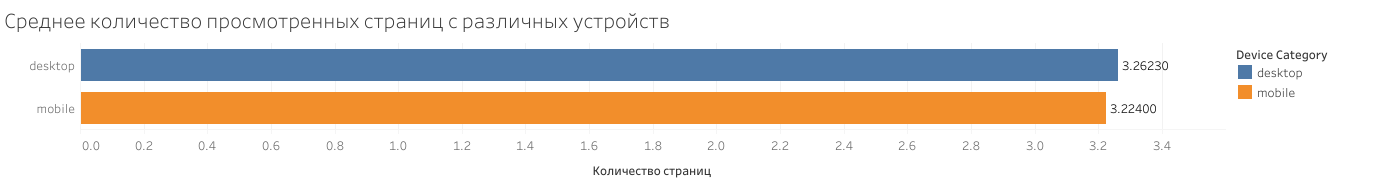 Среднее количество просмотренных страниц с различных устройств
desktop 3.26230
mobile 3.22400
0.0 0.2 0.4 0.6 0.8 1.0 1.2 1.4 1.6 1.8 2.0 2.2 2.4 2.6 2.8 3.0 3.2 3.4
Количество страниц
Device Category
desktop
mobile